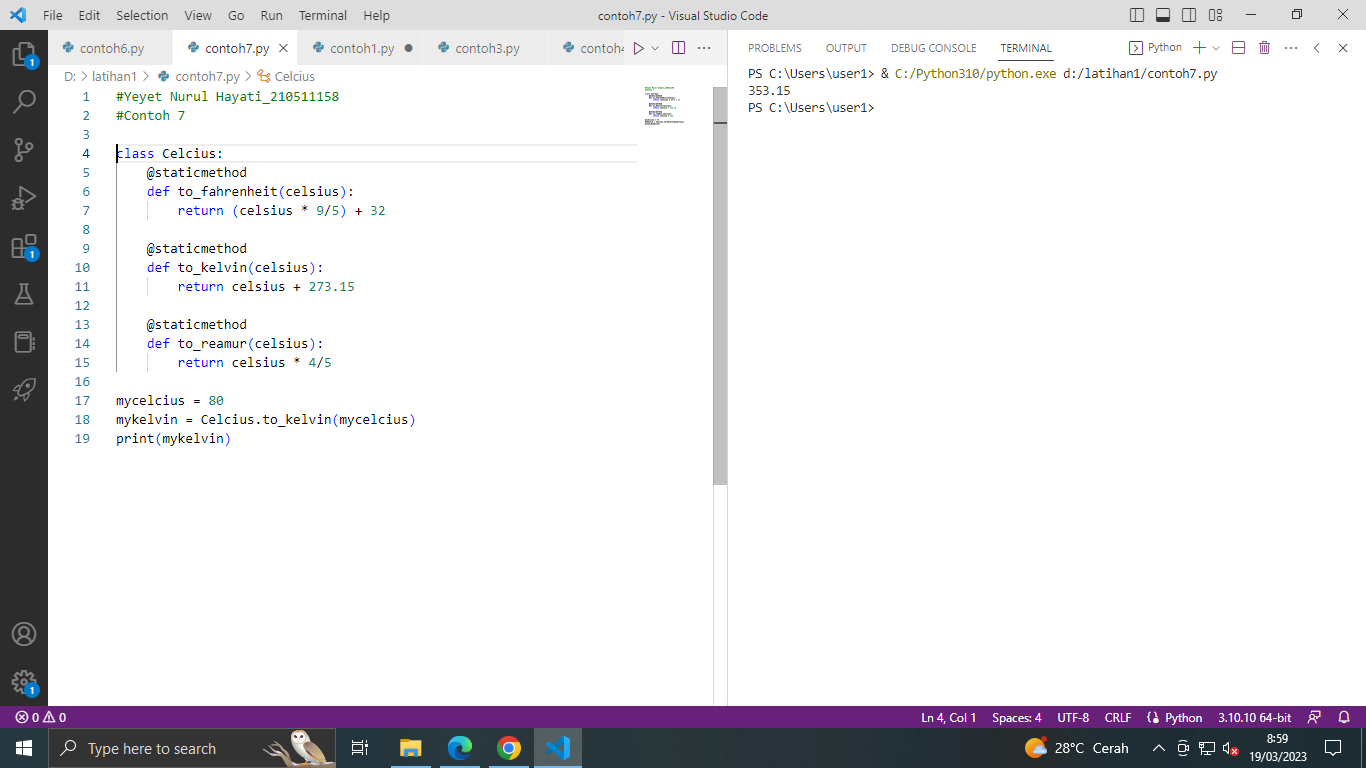 File Edit Selection View Go Run Terminal Help
contoh7.py - Visual Studio Code
contoh6.py contoh7.py contoh1.py contoh3.py contoh4
D: > latihan1 > contoh7.py > Celcius
1 #Yeyet Nurul Hayati_210511158
2 #Contoh 7
3
4 class Celcius:
5 @staticmethod
6 def to_fahrenheit(celsius):
7 return (celsius * 9/5) + 32
8
9 @staticmethod
10 def to_kelvin(celsius):
11 return celsius + 273.15
12
13 @staticmethod
14 def to_reamur(celsius):
15 return celsius * 4/5
16
17 mycelcius = 80
18 mykelvin = Celcius.to_kelvin(mycelcius)
19 print(mykelvin)
PROBLEMS OUTPUT DEBUG CONSOLE TERMINAL Python
PS C:\Users\user1> & C:/Python310/python.exe d:/latihan1/contoh7.py
353.15
PS C:\Users\user1>
1
1
1
0 0 Ln 4, Col 1 Spaces: 4 UTF-8 CRLF Python 3.10.10 64-bit
Type here to search
28°C Cerah
8:59
19/03/2023